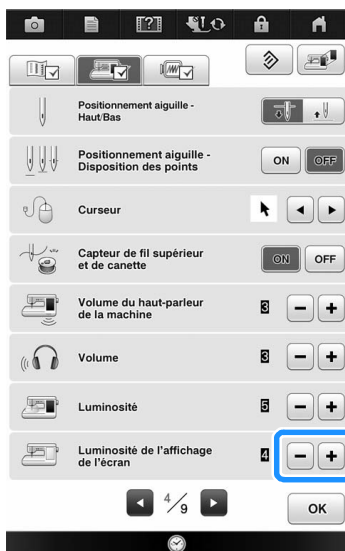 Positionnement aiguille -
Haut/Bas
Positionnement aiguille -
Disposition des points
ON OFF
Curseur
Capteur de fil supérieur
et de canette
ON OFF
Volume du haut-parleur
de la machine
3 - +
Volume
3 - +
Luminosité
5 - +
Luminosité de l'affichage
de l'écran
4 - +
4/9
OK